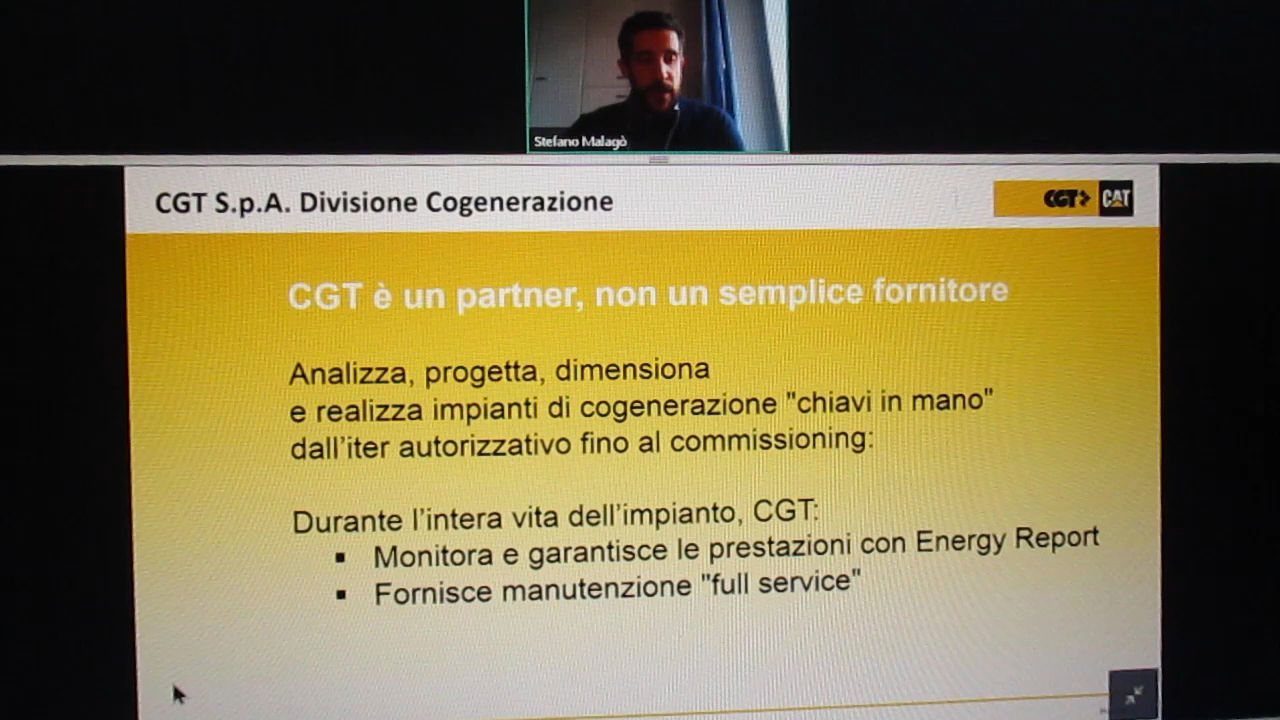 Stefano Malagò
CGT S.p.A. Divisione Cogenerazione
CGT CAT
CGT è un partner, non un semplice fornitore
Analizza, progetta, dimensiona
e realizza impianti di cogenerazione "chiavi in mano"
dall'iter autorizzativo fino al commissioning:
Durante l'intera vita dell'impianto, CGT:
▪ Monitora e garantisce le prestazioni con Energy Report
▪ Fornisce manutenzione "full service"